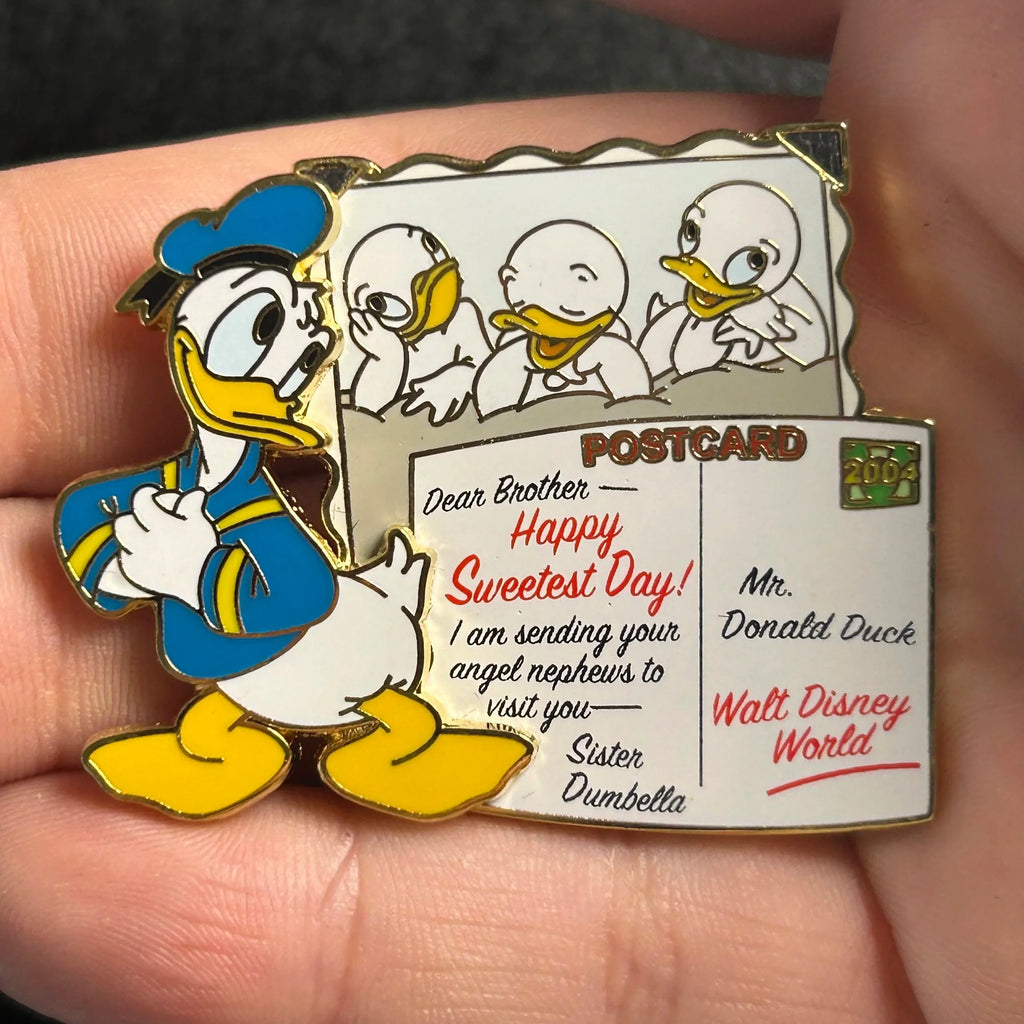 POSTCARD
2004
Dear Brother —
Happy
Sweetest Day!
I am sending your
angel nephews to
visit you—
Sister
Dumbella
Mr.
Donald Duck
Walt Disney
World